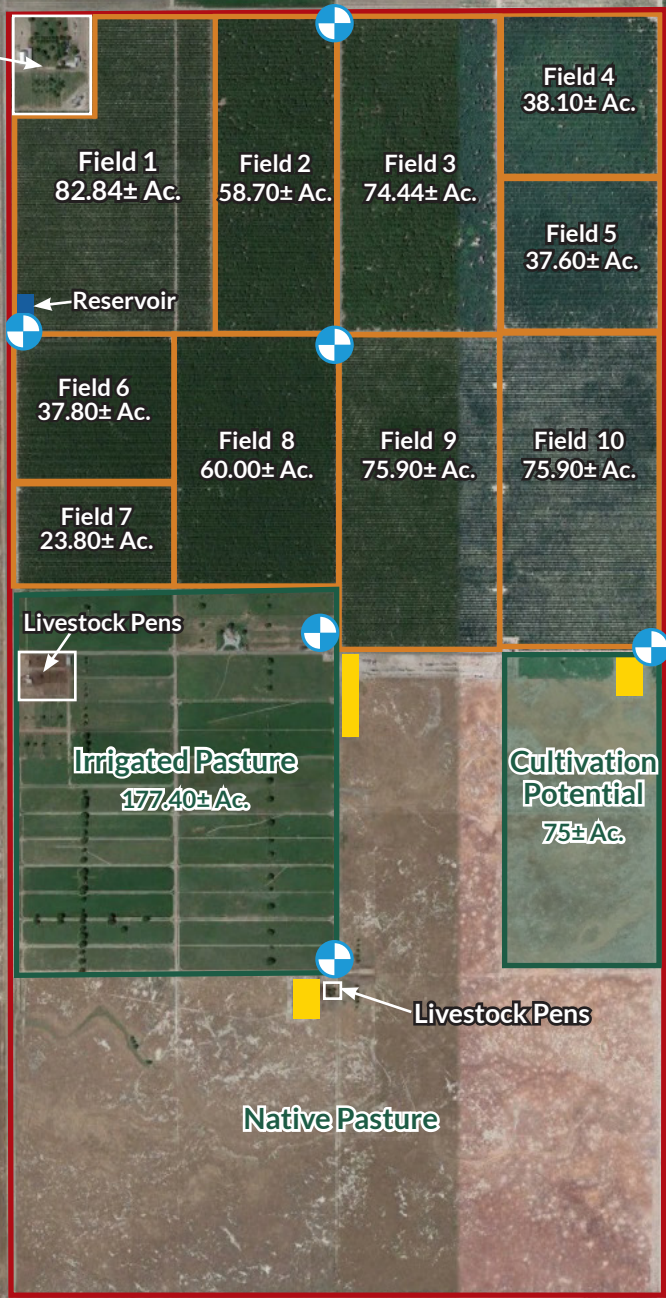 Field 4
38.10± Ac.
Field 1
82.84± Ac.
Field 2
58.70± Ac.
Field 3
74.44± Ac.
Field 5
37.60± Ac.
Reservoir
Field 6
37.80± Ac.
Field 8
60.00± Ac.
Field 9
75.90± Ac.
Field 10
75.90± Ac.
Field 7
23.80± Ac.
Livestock Pens
Irrigated Pasture
177.40± Ac.
Cultivation
Potential
75± Ac.
Livestock Pens
Native Pasture